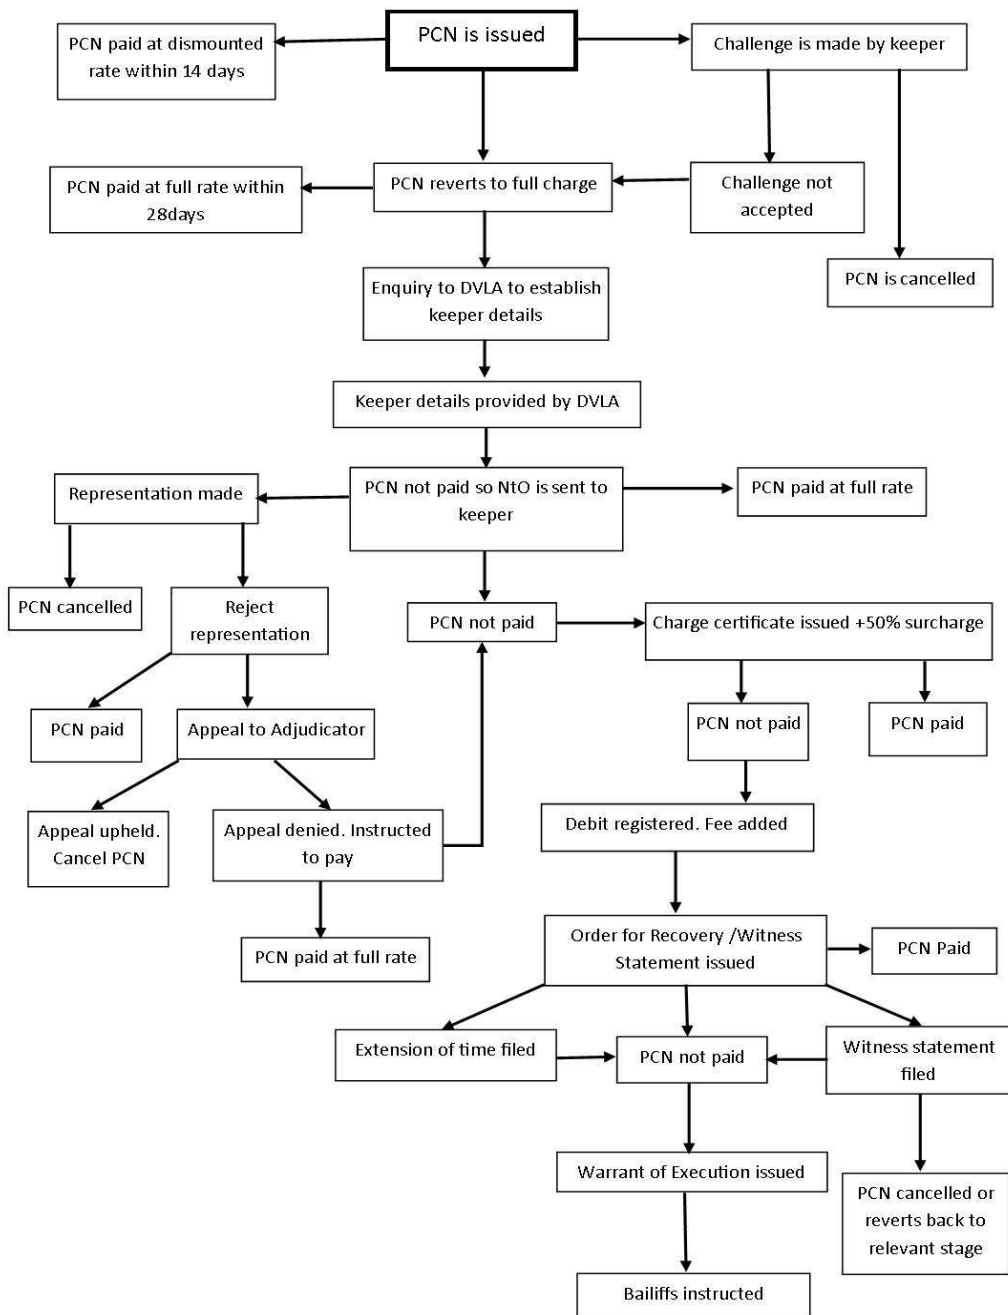 PCN is issued
PCN paid at dismounted
rate within 14 days
Challenge is made by keeper
PCN paid at full rate within
28days
PCN reverts to full charge
Challenge not
accepted
PCN is cancelled
Enquiry to DVLA to establish
keeper details
Keeper details provided by DVLA
Representation made
PCN not paid so NtO is sent to
keeper
PCN paid at full rate
PCN cancelled
Reject
representation
PCN not paid
Charge certificate issued +50% surcharge
PCN paid
Appeal to Adjudicator
PCN not paid
PCN paid
Appeal upheld.
Cancel PCN
Appeal denied. Instructed
to pay
Debit registered. Fee added
PCN paid at full rate
Order for Recovery /Witness
Statement issued
PCN Paid
Extension of time filed
PCN not paid
Witness statement
filed
Warrant of Execution issued
PCN cancelled or
reverts back to
relevant stage
Bailiffs instructed